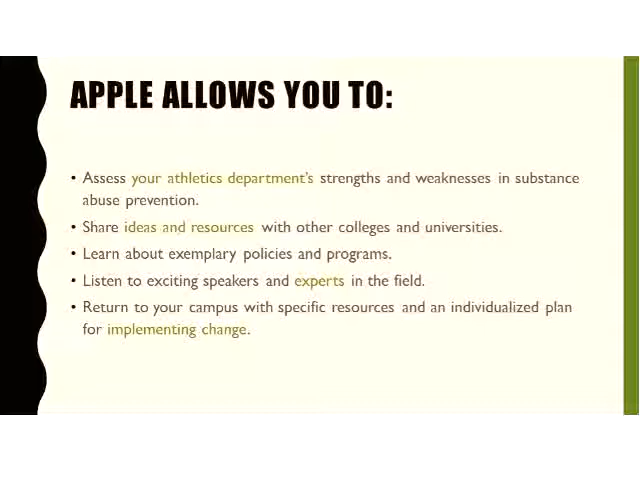 APPLE ALLOWS YOU TO:
• Assess your athletics department's strengths and weaknesses in substance
abuse prevention.
• Share ideas and resources with other colleges and universities.
• Learn about exemplary policies and programs.
• Listen to exciting speakers and experts in the field.
• Return to your campus with specific resources and an individualized plan
for implementing change.